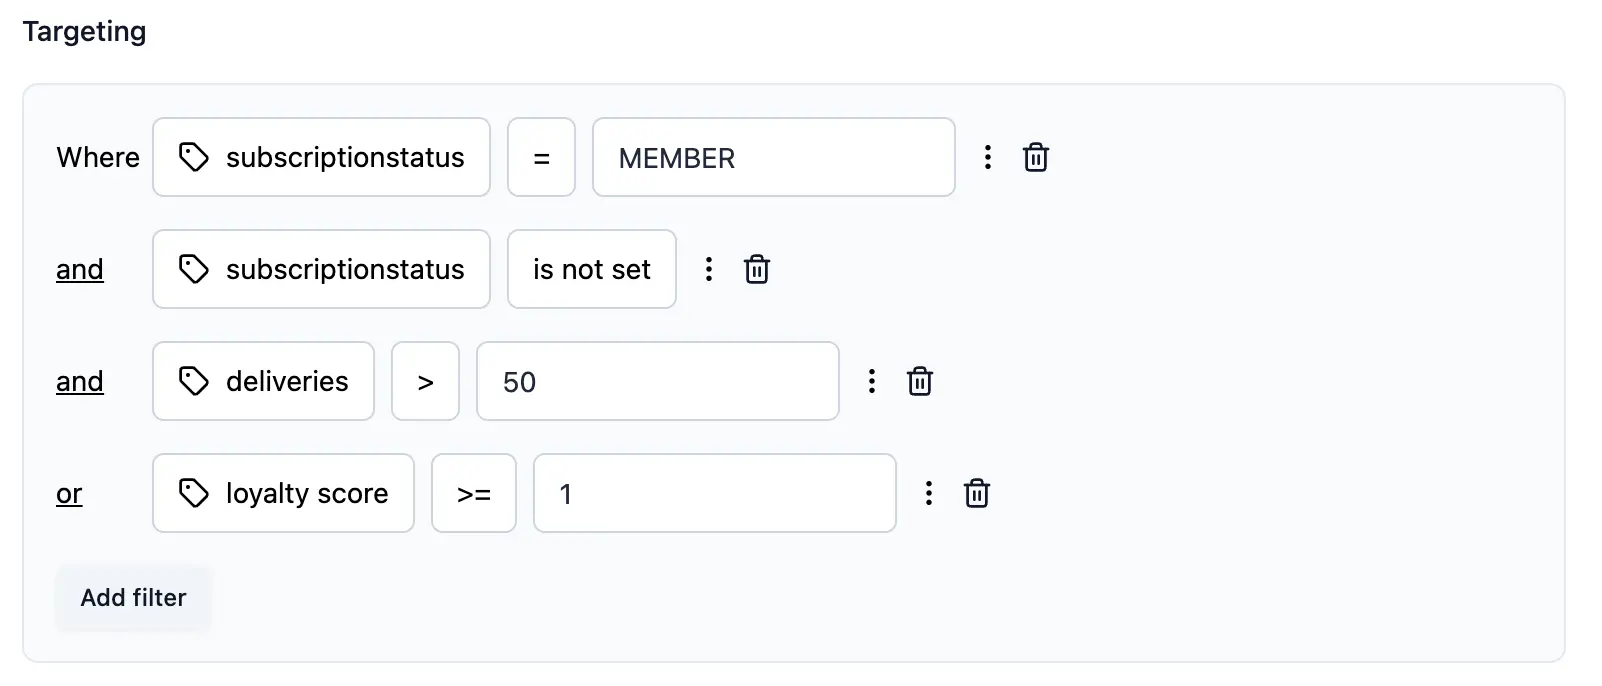 Targeting
Where subscriptionstatus = MEMBER
and subscriptionstatus is not set
and deliveries > 50
or loyalty score >= 1
Add filter